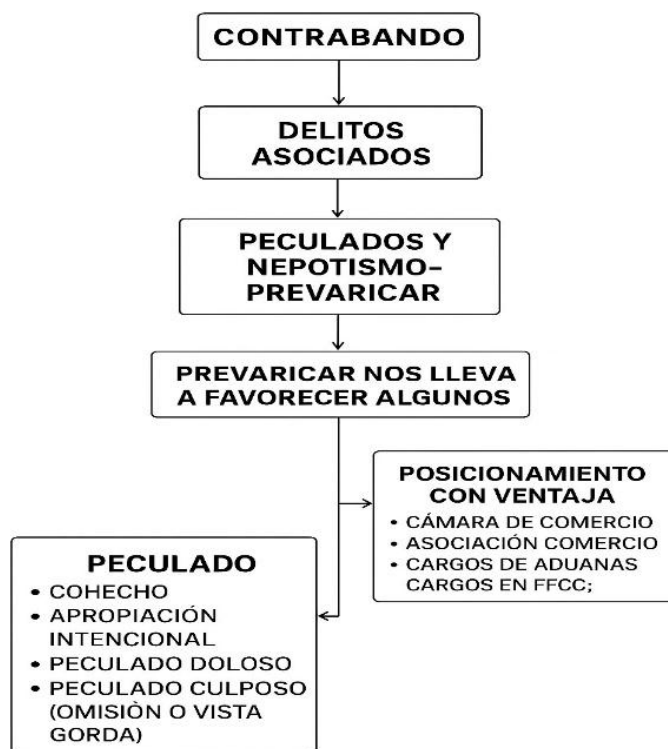 CONTRABANDO
DELITOS
ASOCIADOS
PECULADOS Y
NEPOTISMO-
PREVARICAR
PREVARICAR NOS LLEVA
A FAVORECER ALGUNOS
POSICIONAMIENTO
CON VENTAJA
• CÁMARA DE COMERCIO
• ASOCIACIÓN COMERCIO
• CARGOS DE ADUANAS
CARGOS EN FFCC;
PECULADO
• COHECHO
• APROPIACIÓN
INTENCIONAL
• PECULADO DOLOSO
• PECULADO CULPOSO
(OMISIÒN O VISTA
GORDA)